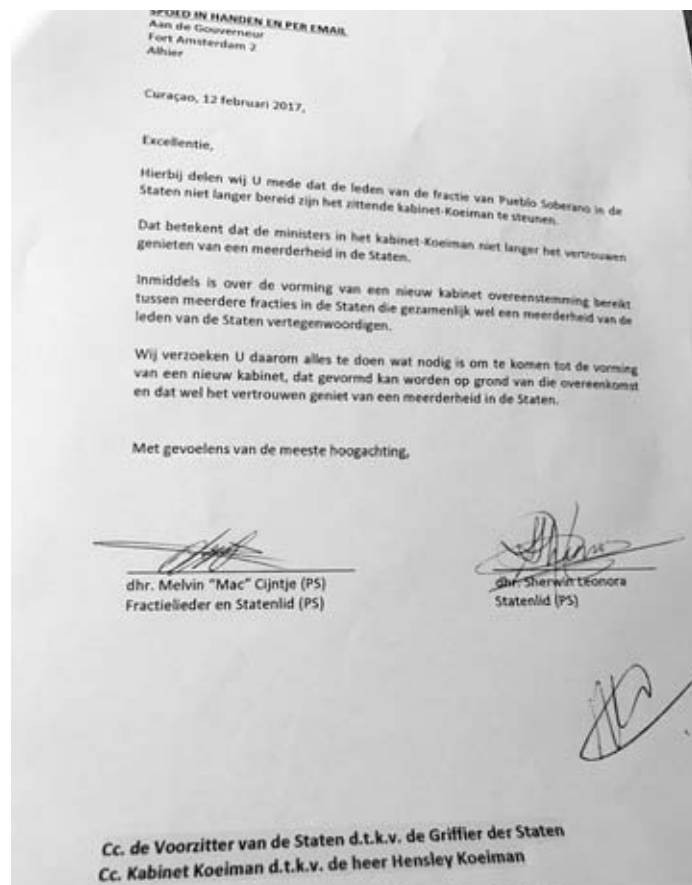 SPOED IN HANDEN EN PER EMAIL
Aan de Gouverneur
Fort Amsterdam 2
Alhier
Curaçao, 12 februari 2017,
Excellentie,
Hierbij delen wij U mede dat de leden van de fractie van Pueblo Soberano in de
Staten niet langer bereid zijn het zittende kabinet-Koeiman te steunen.
Dat betekent dat de ministers in het kabinet-Koeiman niet langer het vertrouwen
genieten van een meerderheid in de Staten.
Inmiddels is over de vorming van een nieuw kabinet overeenstemming bereikt
tussen meerdere fracties in de Staten die gezamenlijk wel een meerderheid van de
leden van de Staten vertegenwoordigen.
Wij verzoeken U daarom alles te doen wat nodig is om te komen tot de vorming
van een nieuw kabinet, dat gevormd kan worden op grond van die overeenkomst
en dat wel het vertrouwen geniet van een meerderheid in de Staten.
Met gevoelens van de meeste hoogachting,
dhr. Melvin "Mac" Cijntje (PS)
Fractielieder en Statenlid (PS)
dhr. Sherwin Leonora
Statenlid (PS)
Cc. de Voorzitter van de Staten d.t.k.v. de Griffier der Staten
Cc. Kabinet Koeiman d.t.k.v. de heer Hensley Koeiman